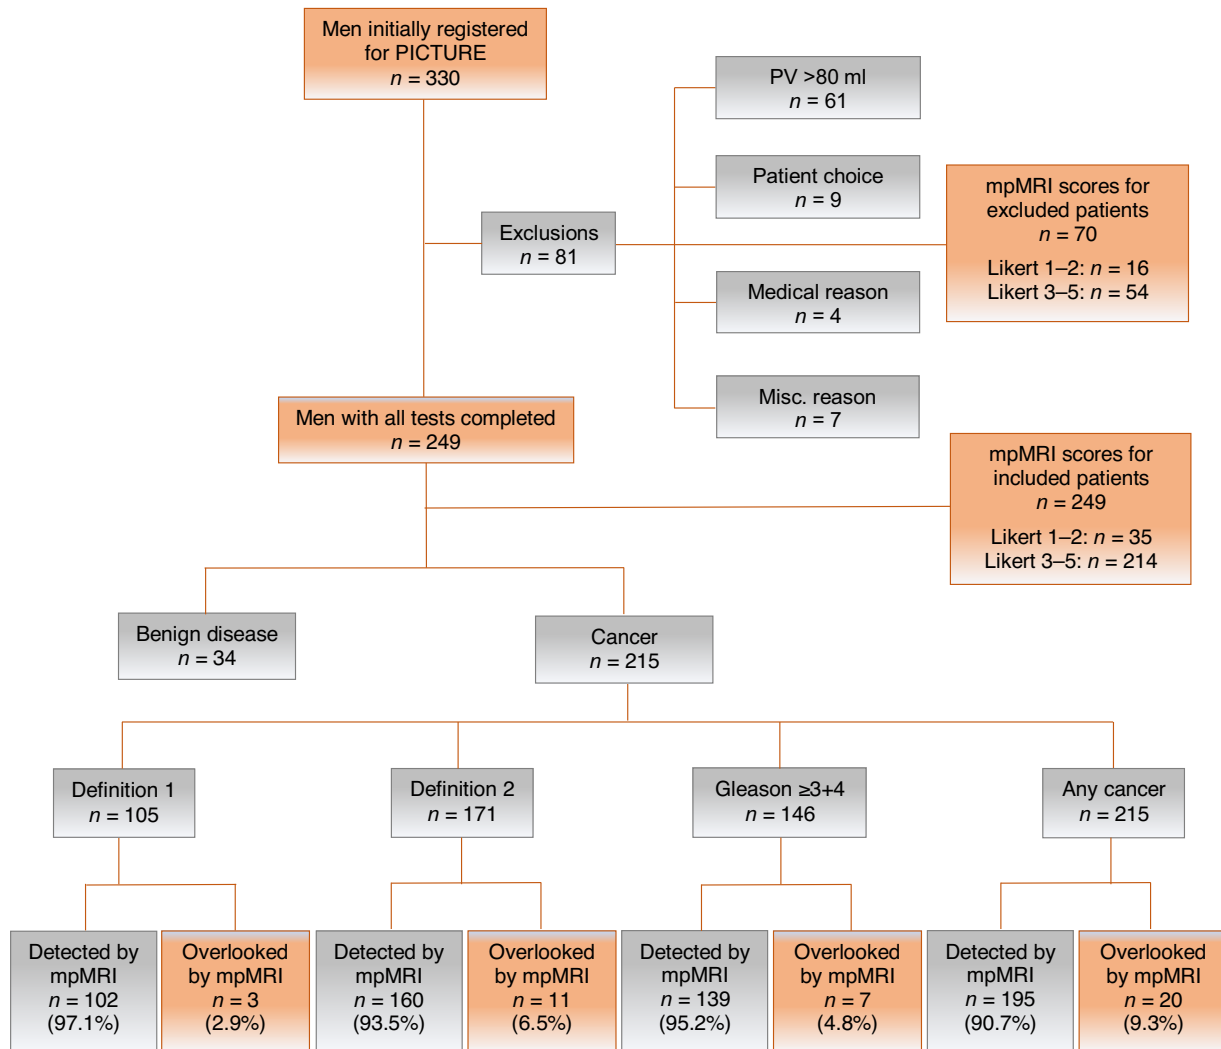 Men initially registered
for PICTURE
n = 330
PV >80 ml
n = 61
Patient choice
n = 9
Exclusions
n = 81
mpMRI scores for
excluded patients
n = 70
Likert 1–2: n = 16
Likert 3–5: n = 54
Medical reason
n = 4
Misc. reason
n = 7
Men with all tests completed
n = 249
mpMRI scores for
included patients
n = 249
Likert 1–2: n = 35
Likert 3–5: n = 214
Benign disease
n = 34
Cancer
n = 215
Definition 1
n = 105
Definition 2
n = 171
Gleason ≥3+4
n = 146
Any cancer
n = 215
Detected by
mpMRI
n = 102
(97.1%)
Overlooked
by mpMRI
n = 3
(2.9%)
Detected by
mpMRI
n = 160
(93.5%)
Overlooked
by mpMRI
n = 11
(6.5%)
Detected by
mpMRI
n = 139
(95.2%)
Overlooked
by mpMRI
n = 7
(4.8%)
Detected by
mpMRI
n = 195
(90.7%)
Overlooked
by mpMRI
n = 20
(9.3%)